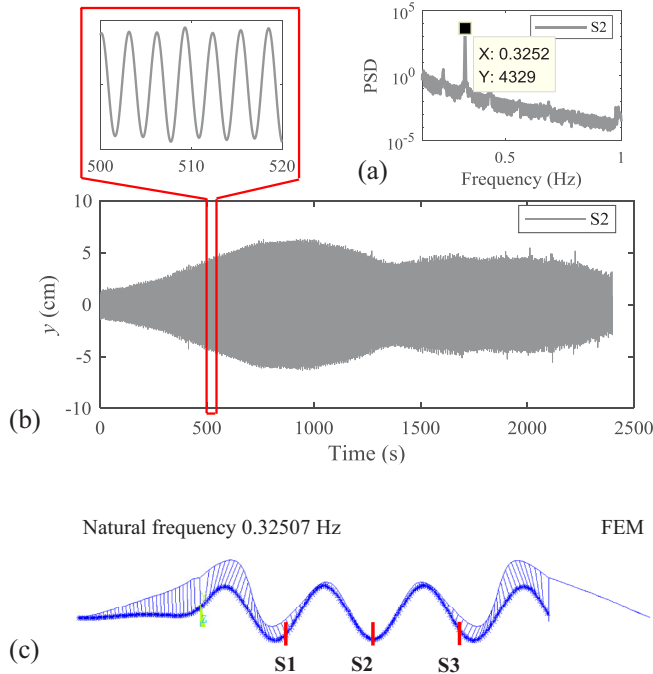 S2
X: 0.3252
Y: 4329
10^5
10^0
10^-5
PSD
0.5
1
Frequency (Hz)
(a)
500
510
520
S2
10
5
0
-5
-10
y (cm)
0
500
1000
1500
2000
2500
Time (s)
(b)
Natural frequency 0.32507 Hz
FEM
S1
S2
S3
(c)